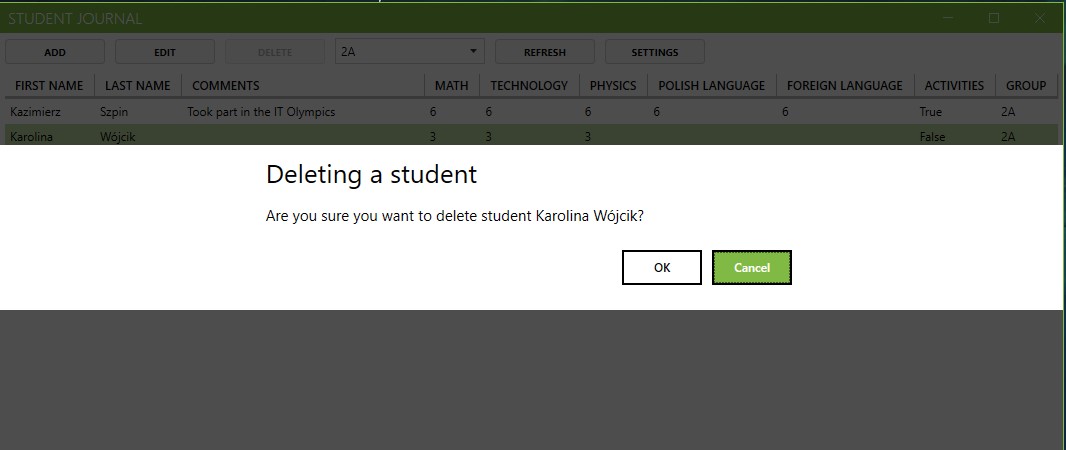 STUDENT JOURNAL
ADD EDIT DELETE 2A REFRESH SETTINGS
FIRST NAME LAST NAME COMMENTS MATH TECHNOLOGY PHYSICS POLISH LANGUAGE FOREIGN LANGUAGE ACTIVITIES GROUP
Kazimierz Szpin Took part in the IT Olympics 6 6 6 6 6 True 2A
Karolina Wójcik 3 3 3 False 2A
Deleting a student
Are you sure you want to delete student Karolina Wójcik?
OK Cancel